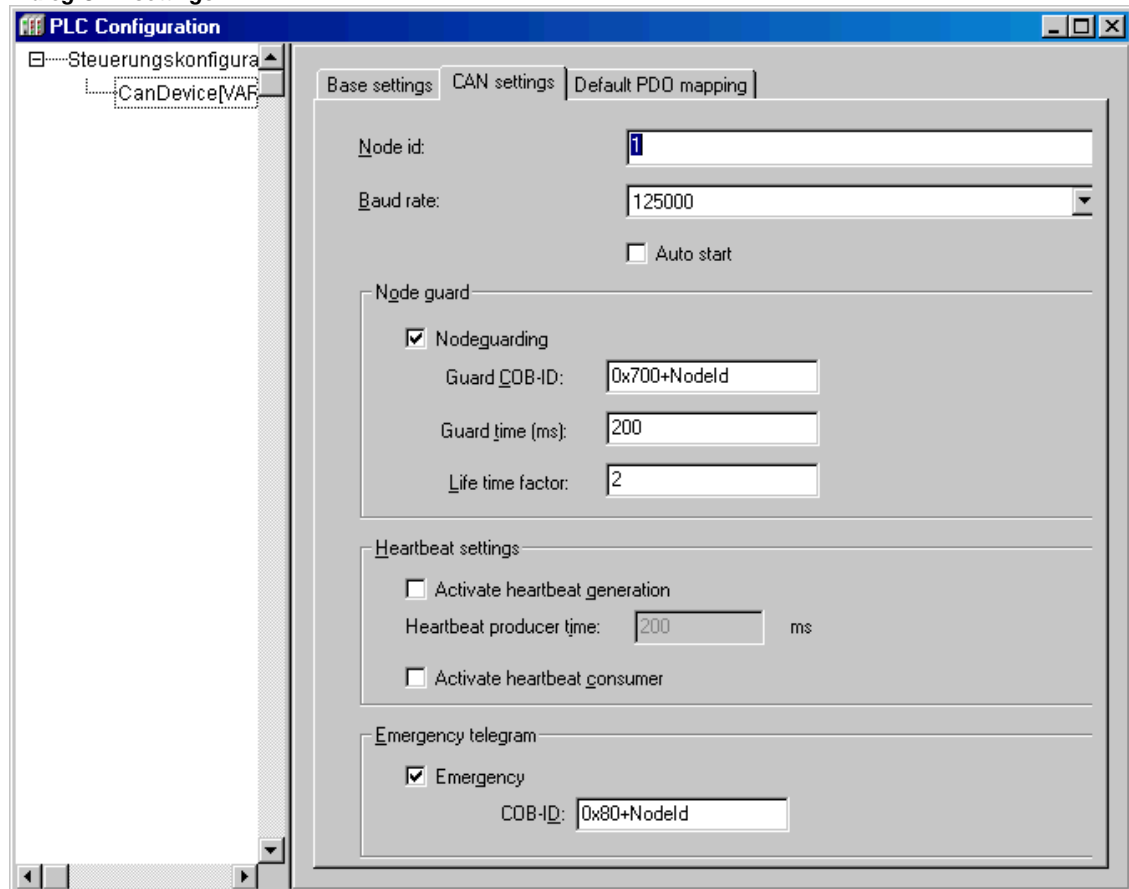 PLC Configuration
Steuerungskonfigura
CanDevice[VAR
Base settings
CAN settings
Default PDO mapping
Node id:
1
Baud rate:
125000
Auto start
Node guard
Nodeguarding
Guard COB-ID:
0x700+NodeId
Guard time (ms):
200
Life time factor:
2
Heartbeat settings
Activate heartbeat generation
Heartbeat producer time:
200
ms
Activate heartbeat consumer
Emergency telegram
Emergency
COB-ID:
0x80+NodeId